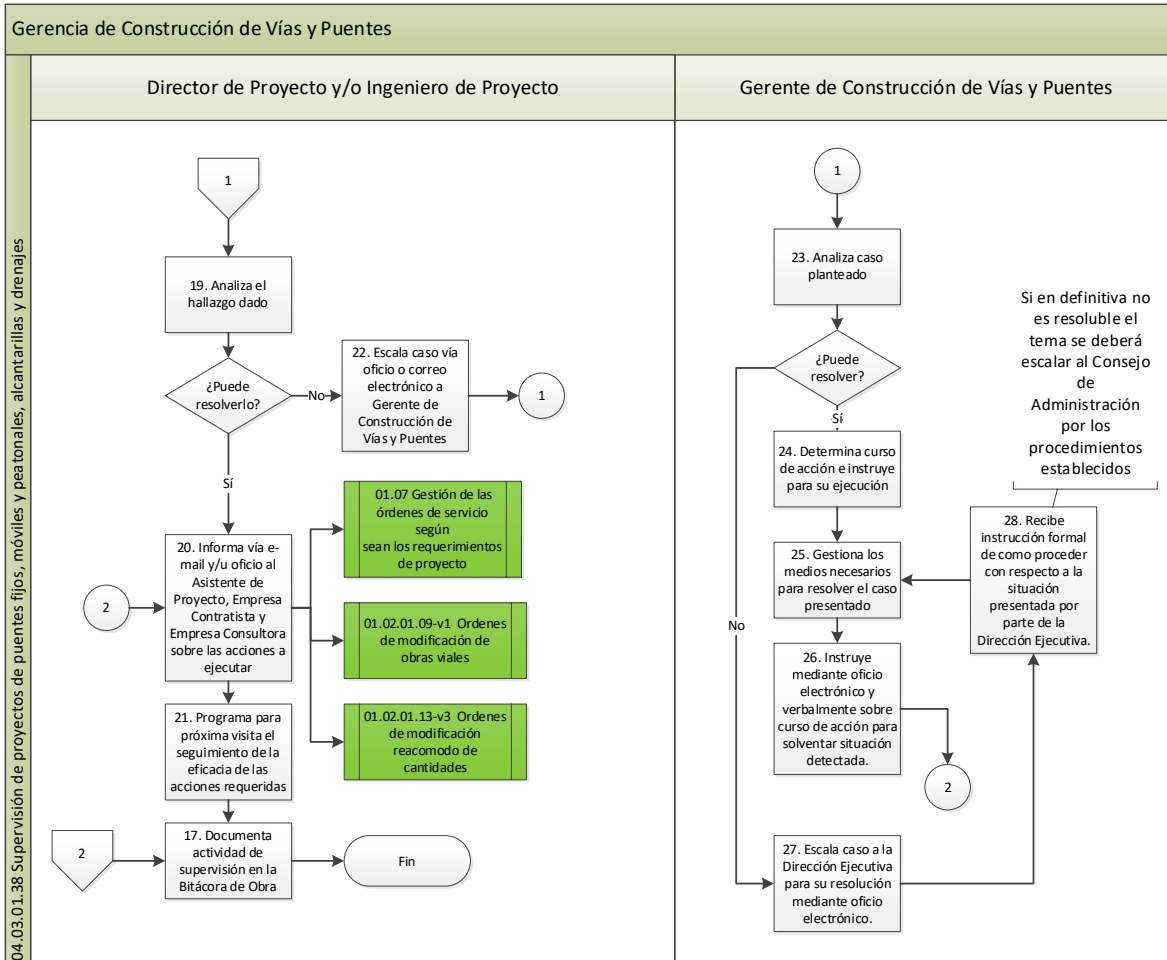 Gerencia de Construcción de Vías y Puentes
04.03.01.38 Supervisión de proyectos de puentes fijos, móviles y peatonales, alcantarillas y drenajes
Director de Proyecto y/o Ingeniero de Proyecto
1
19. Analiza el
hallazgo dado
¿Puede
resolverlo?
No
22. Escala caso vía
oficio o correo
electrónico a
Gerente de
Construcción de
Vías y Puentes
1
Sí
2
20. Informa vía e-
mail y/u oficio al
Asistente de
Proyecto, Empresa
Contratista y
Empresa Consultora
sobre las acciones a
ejecutar
01.07 Gestión de las
órdenes de servicio
según
sean los requerimientos
de proyecto
01.02.01.09-v1 Ordenes
de modificación de
obras viales
01.02.01.13-v3 Ordenes
de modificación
reacomodo de
cantidades
21. Programa para
próxima visita el
seguimiento de la
eficacia de las
acciones requeridas
2
17. Documenta
actividad de
supervisión en la
Bitácora de Obra
Fin
Gerente de Construcción de Vías y Puentes
1
23. Analiza caso
planteado
¿Puede
resolver?
Sí
No
24. Determina curso
de acción e instruye
para su ejecución
25. Gestiona los
medios necesarios
para resolver el caso
presentado
26. Instruye
mediante oficio
electrónico y
verbalmente sobre
curso de acción para
solventar situación
detectada.
2
27. Escala caso a la
Dirección Ejecutiva
para su resolución
mediante oficio
electrónico.
Si en definitiva no
es resoluble el
tema se deberá
escalar al Consejo
de
Administración
por los
procedimientos
establecidos
28. Recibe
instrucción formal
de como proceder
con respecto a la
situación
presentada por
parte de la
Dirección Ejecutiva.